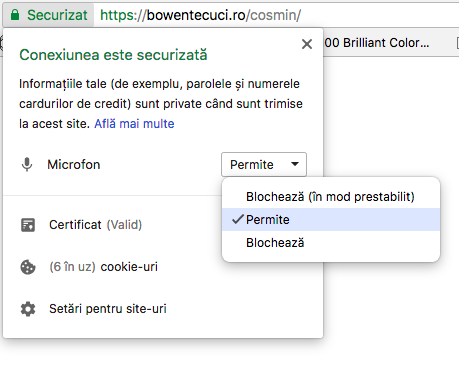 Securizat https://bowentecuci.ro/cosmin/
00 Brilliant Color...
Conexiunea este securizată
Informațiile tale (de exemplu, parolele și numerele
cardurilor de credit) sunt private când sunt trimise
la acest site. Află mai multe
Microfon Permite
Blochează (în mod prestabilit)
Permite
Blochează
Certificat (Valid)
(6 în uz) cookie-uri
Setări pentru site-uri